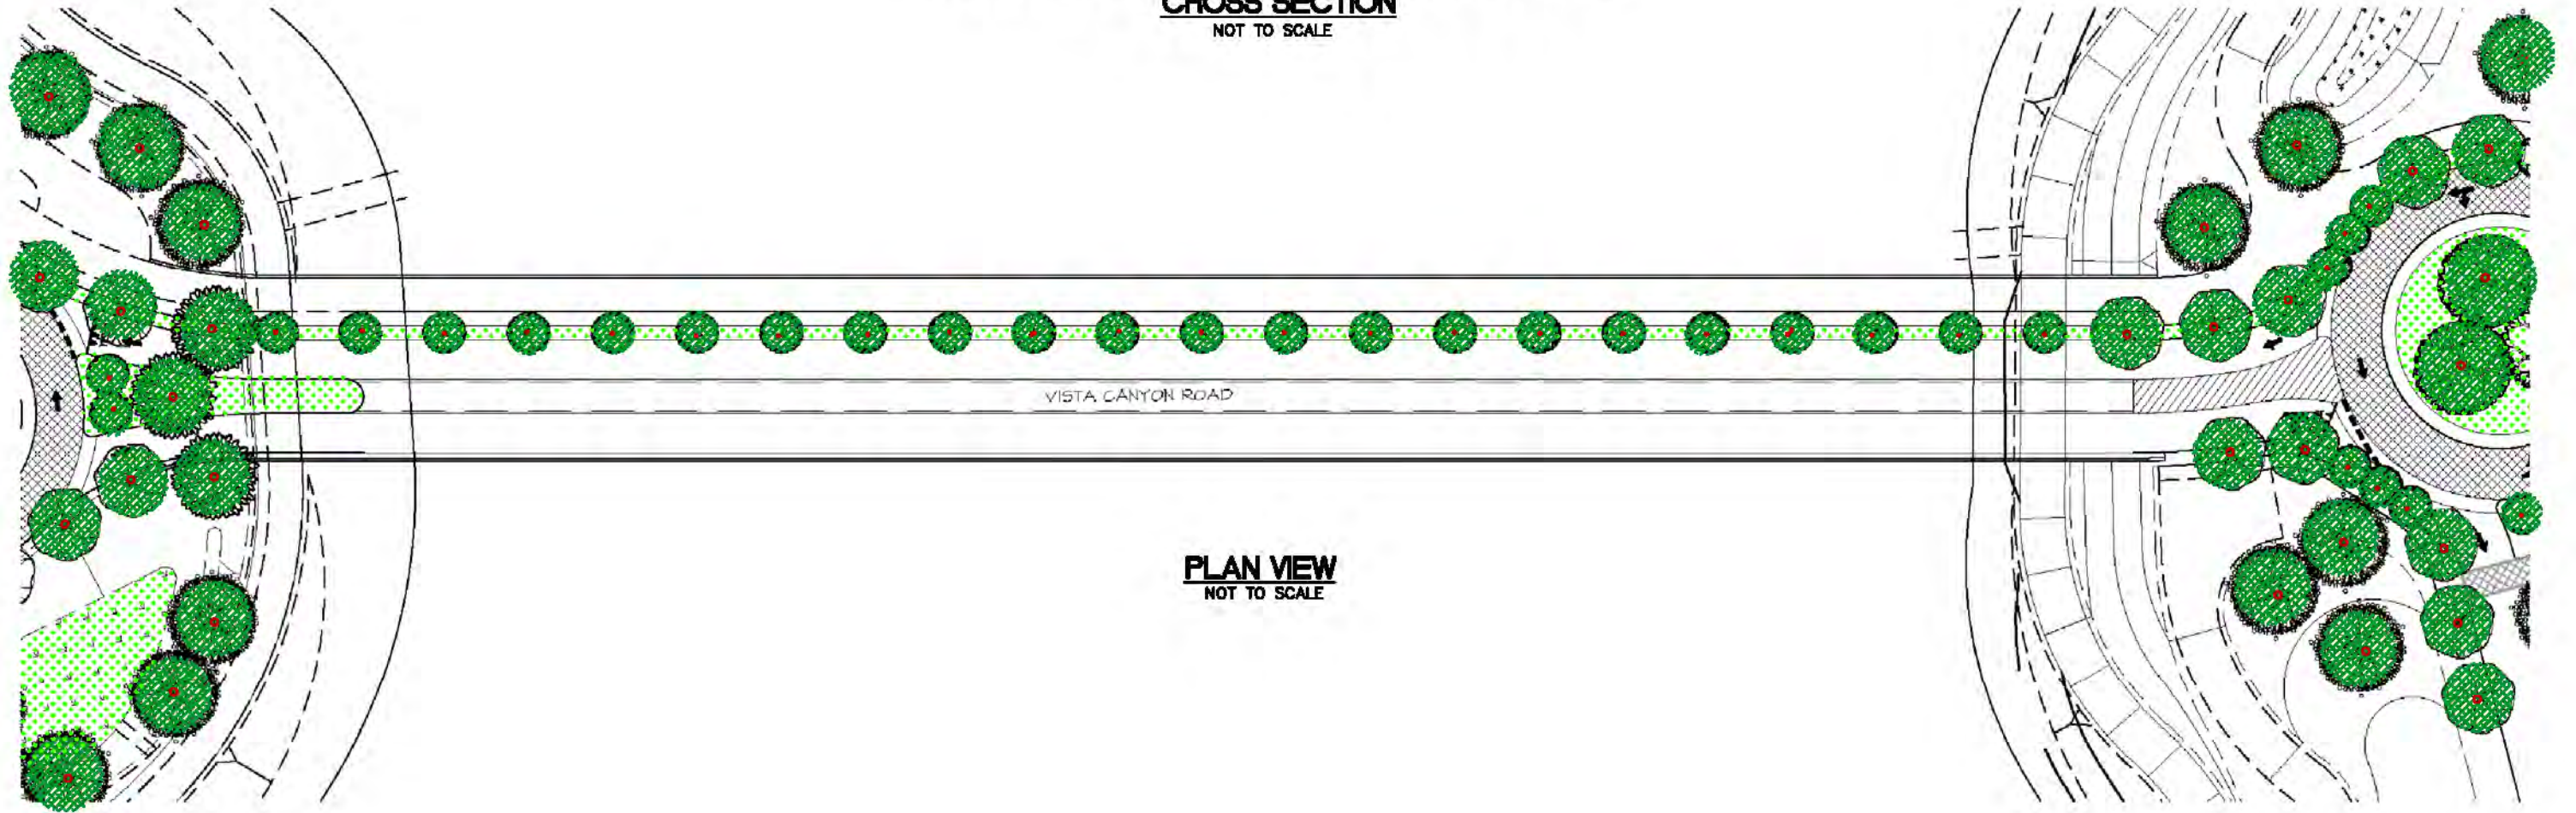 CROSS SECTION
NOT TO SCALE
VISTA CANYON ROAD
PLAN VIEW
NOT TO SCALE